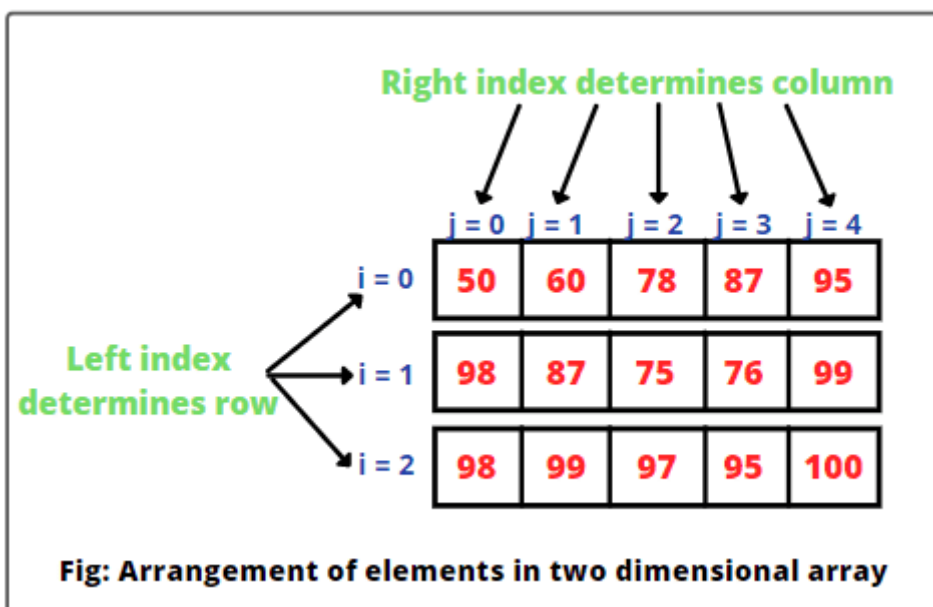 Right index determines column
j = 0 j = 1 j = 2 j = 3 j = 4
i = 0 50 60 78 87 95
Left index
determines row
i = 1 98 87 75 76 99
i = 2 98 99 97 95 100
Fig: Arrangement of elements in two dimensional array